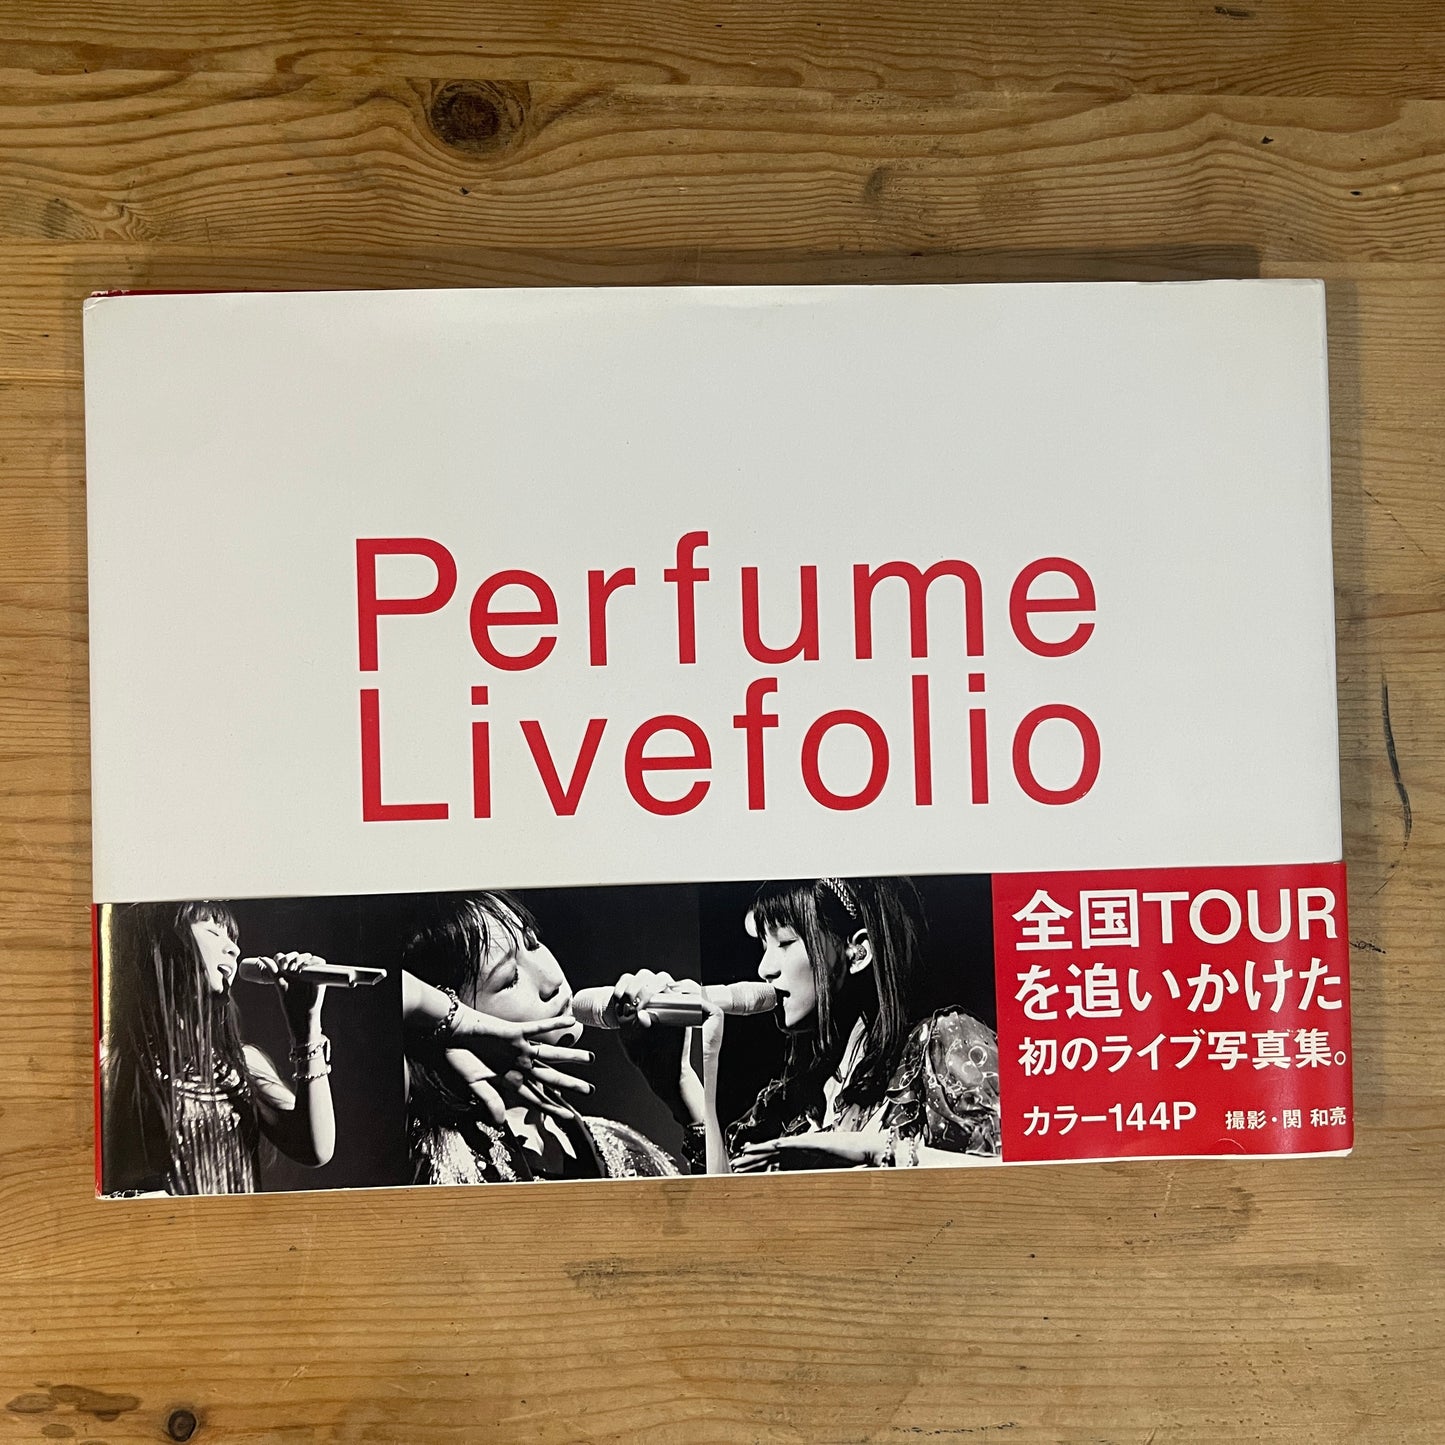 Perfume
Livefolio
全国TOUR
を追いかけた
初のライブ写真集。
カラー144P 撮影・関 和亮